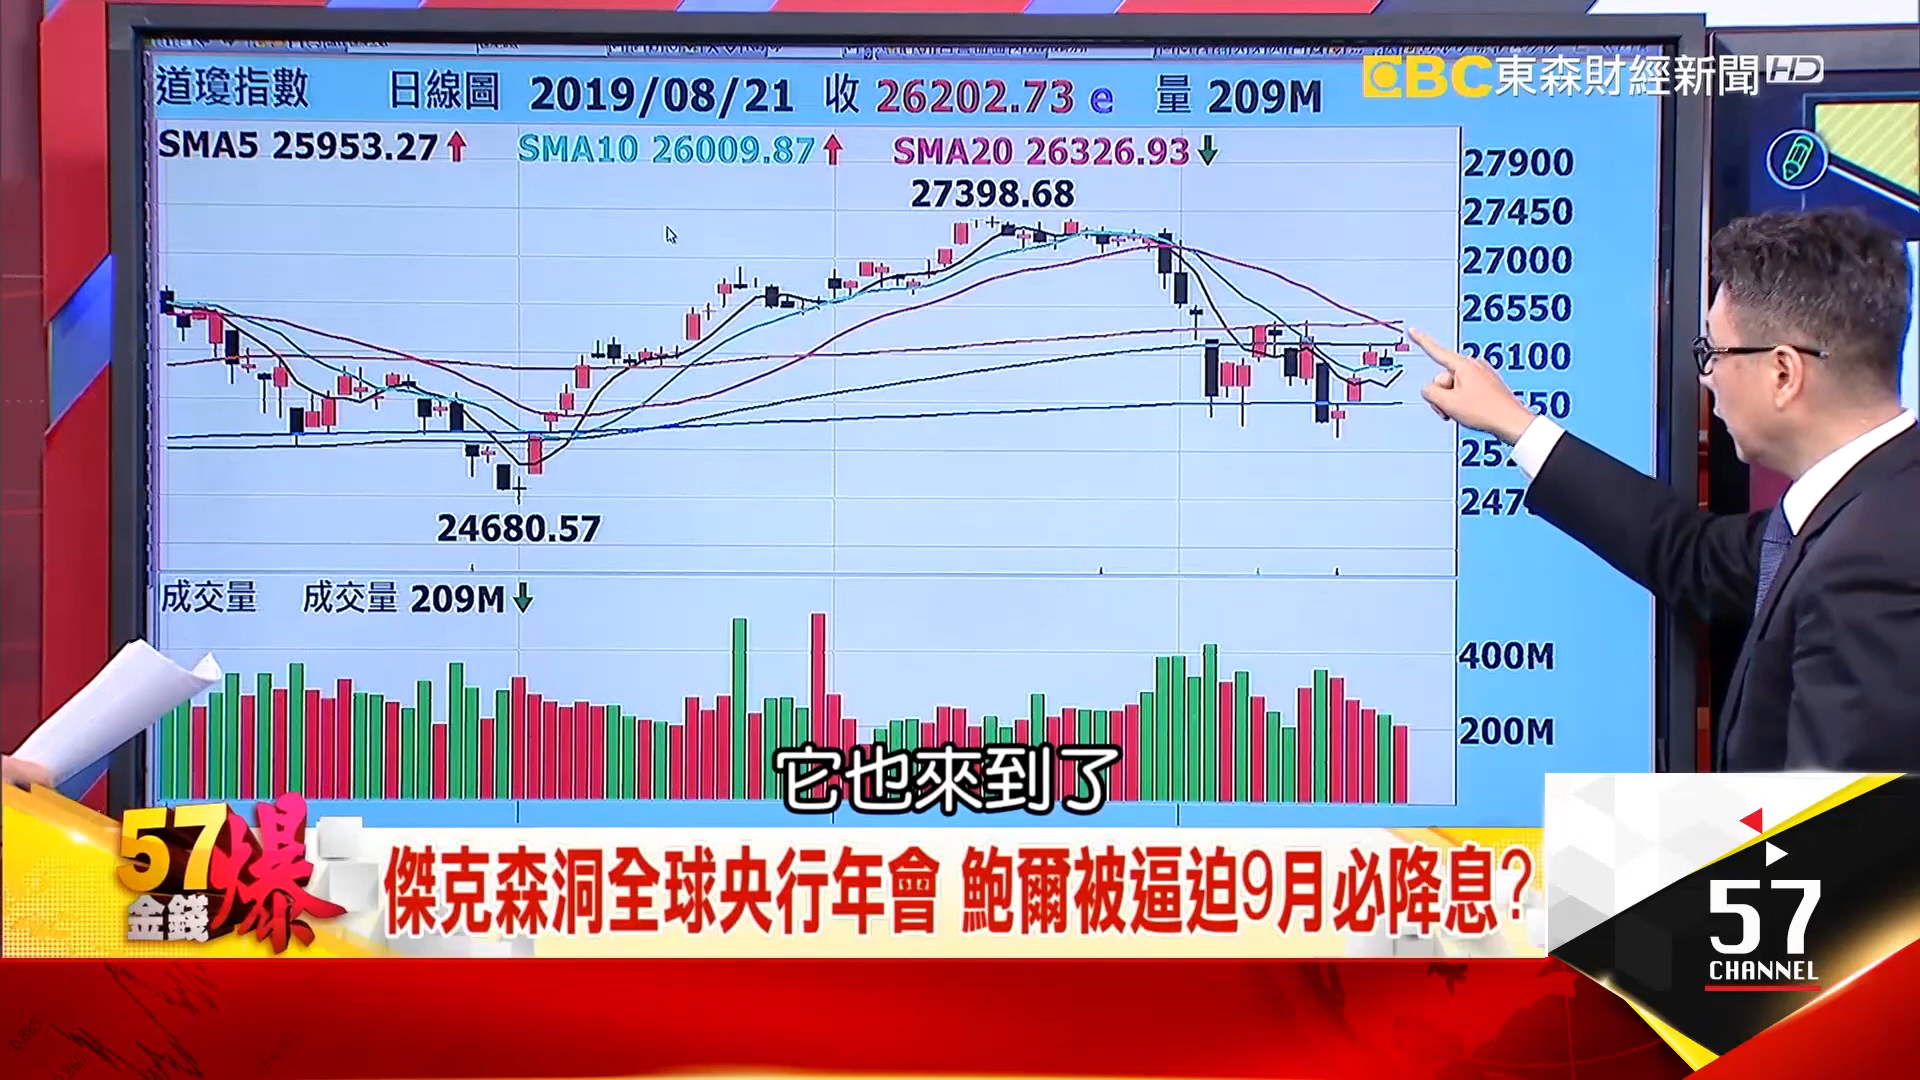 道瓊指數 日線圖 2019/08/21 收 26202.73 e 量 209M
EBC 東森財經新聞 HD
SMA5 25953.27↑ SMA10 26009.87↑ SMA20 26326.93↓
27900
27398.68
27450
27000
26550
26100
24680.57
成交量 成交量 209M↓
400M
200M
它也來到了
57金錢爆
傑克森洞全球央行年會 鮑爾被逼迫9月必降息?
57
CHANNEL